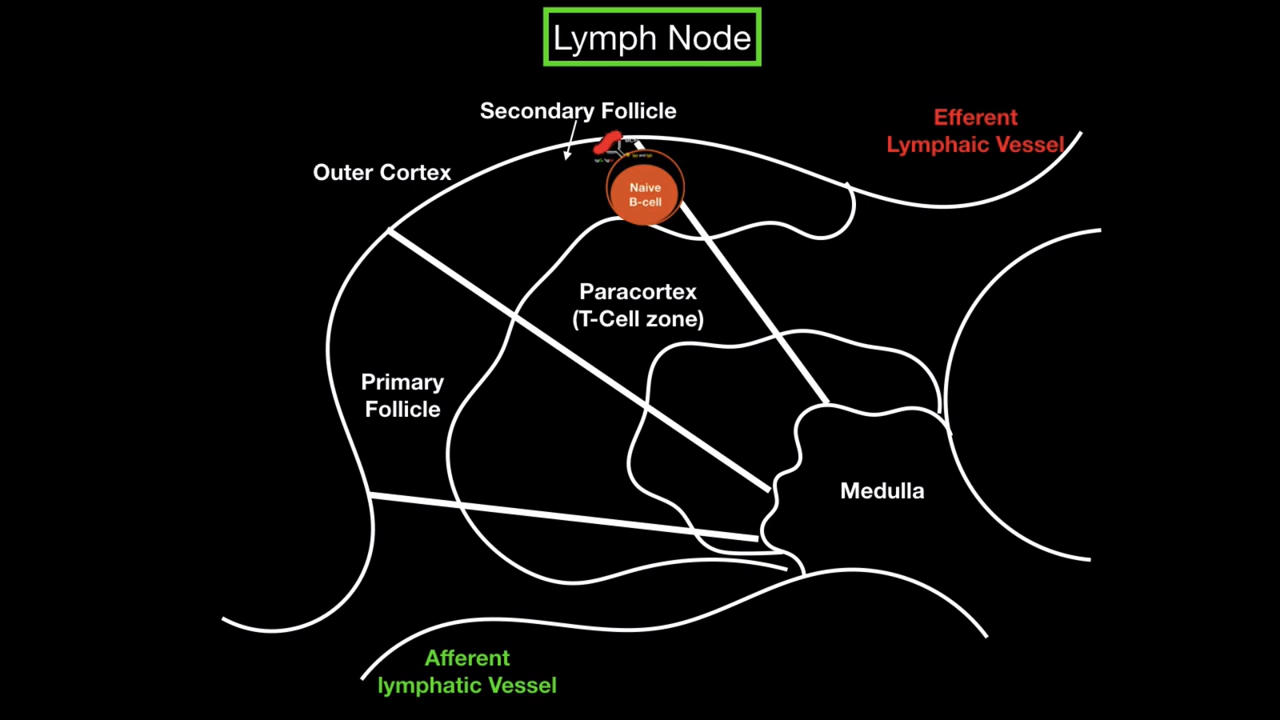 Lymph Node
Secondary Follicle
Efferent
Lymphaic Vessel
Outer Cortex
Naive
B-cell
Paracortex
(T-Cell zone)
Primary
Follicle
Medulla
Afferent
lymphatic Vessel